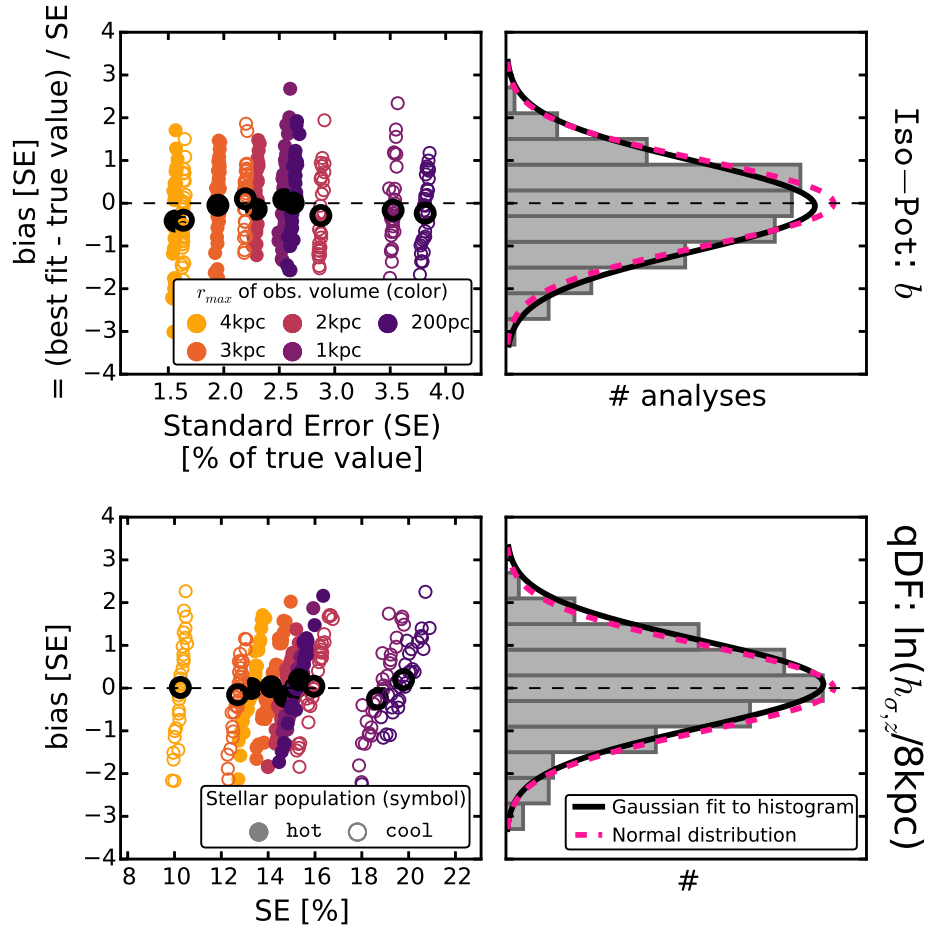 bias [SE]
= (best fit - true value) / SE
4
3
2
1
0
−1
−2
−3
−4
r_max of obs. volume (color)
4kpc 2kpc 200pc
3kpc 1kpc
1.5 2.0 2.5 3.0 3.5 4.0
Standard Error (SE)
[% of true value]
# analyses
Iso−Pot: b
bias [SE]
4
3
2
1
0
−1
−2
−3
−4
Stellar population (symbol)
hot cool
8 10 12 14 16 18 20 22
SE [%]
Gaussian fit to histogram
Normal distribution
#
qDF: ln(h_{σ,z}/8kpc)